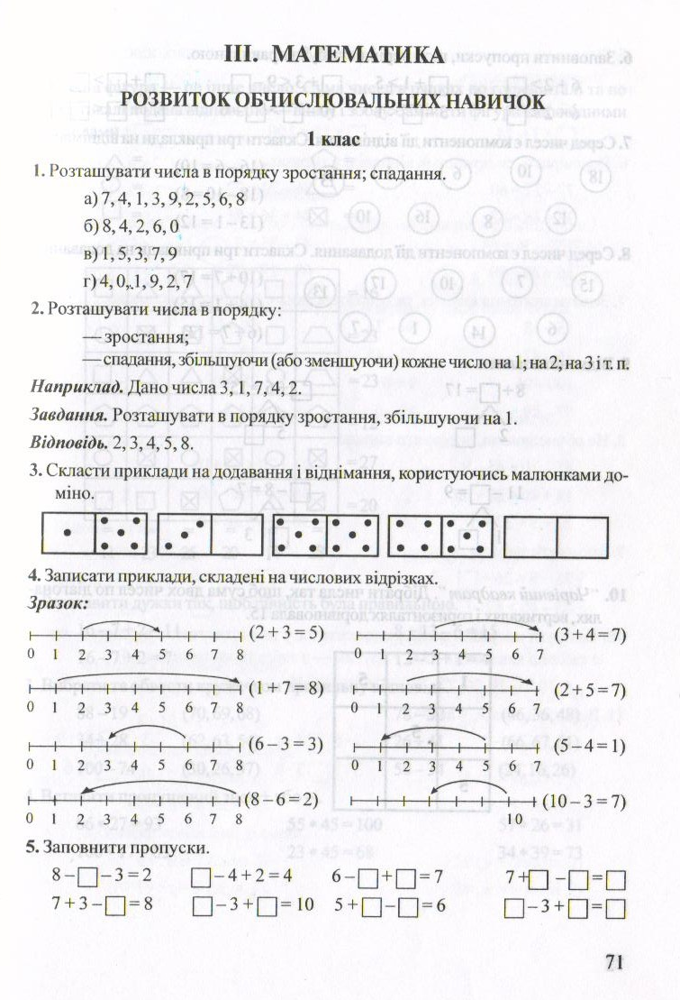 III. МАТЕМАТИКА
РОЗВИТОК ОБЧИСЛЮВАЛЬНИХ НАВИЧОК
1 клас
1. Розташувати числа в порядку зростання; спадання.
а) 7, 4, 1, 3, 9, 2, 5, 6, 8
б) 8, 4, 2, 6, 0
в) 1, 5, 3, 7, 9
г) 4, 0, 1, 9, 2, 7
2. Розташувати числа в порядку:
— зростання;
— спадання, збільшуючи (або зменшуючи) кожне число на 1; на 2; на 3 і т. п.
Наприклад. Дано числа 3, 1, 7, 4, 2.
Завдання. Розташувати в порядку зростання, збільшуючи на 1.
Відповідь. 2, 3, 4, 5, 8.
3. Скласти приклади на додавання і віднімання, користуючись малюнками до-
міно.
4. Записати приклади, складені на числових відрізках.
Зразок:
(2 + 3 = 5) (3 + 4 = 7)
0 1 2 3 4 5 6 7 8 0 1 2 3 4 5 6 7
(1 + 7 = 8) (2 + 5 = 7)
0 1 2 3 4 5 6 7 8 0 1 2 3 4 5 6 7
(6 – 3 = 3) (5 – 4 = 1)
0 1 2 3 4 5 6 7 8 0 1 2 3 4 5 6 7
(8 – 6 = 2) (10 – 3 = 7)
0 1 2 3 4 5 6 7 8 10
5. Заповнити пропуски.
8 – □ – 3 = 2 □ – 4 + 2 = 4 6 – □ + □ = 7 7 + □ – □ = □
7 + 3 – □ = 8 □ – 3 + □ = 10 5 + □ – □ = 6 □ – 3 + □ = □
71